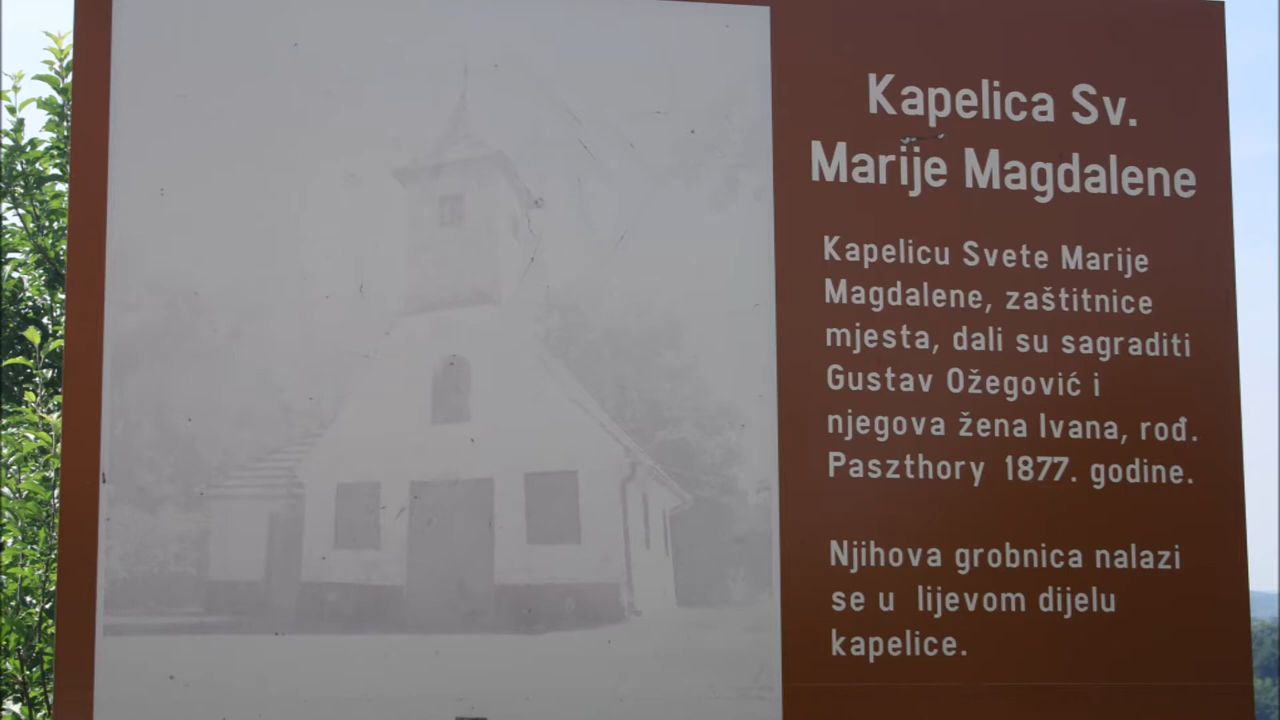 Kapelica Sv.
Marije Magdalene
Kapelicu Svete Marije
Magdalene, zaštitnice
mjesta, dali su sagraditi
Gustav Ožegović i
njegova žena Ivana, rođ.
Paszthory 1877. godine.
Njihova grobnica nalazi
se u lijevom dijelu
kapelice.